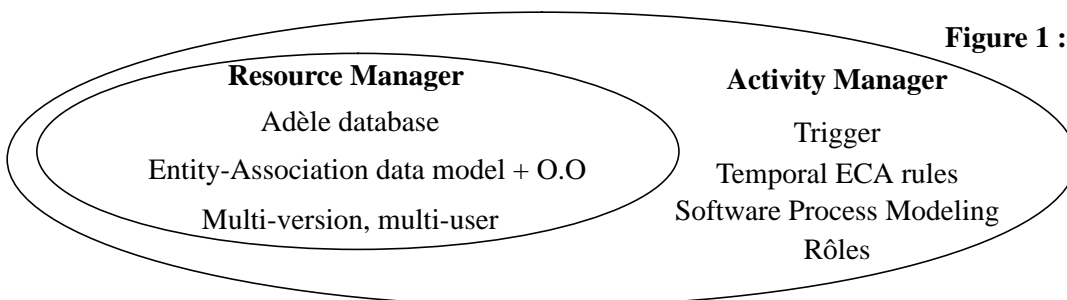 Figure 1 :
Resource Manager
Adèle database
Entity-Association data model + O.O
Multi-version, multi-user
Activity Manager
Trigger
Temporal ECA rules
Software Process Modeling
Rôles